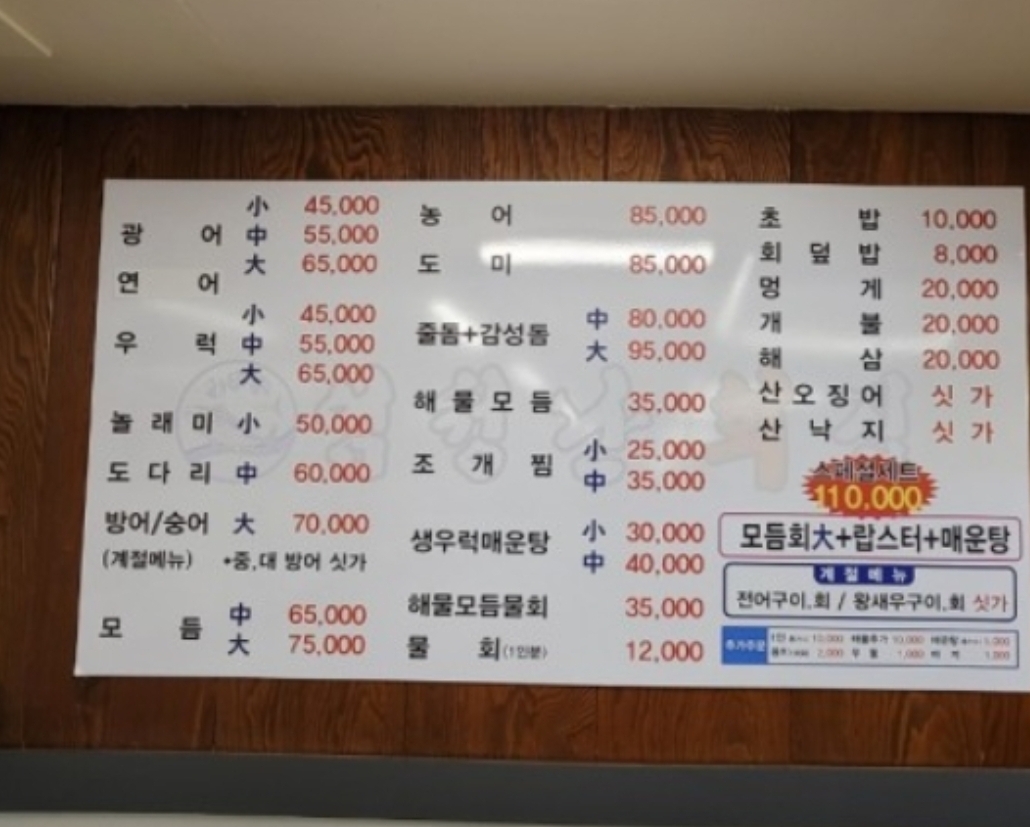 小 45,000
광어 中 55,000
大 65,000
연어
小 45,000
우럭 中 55,000
大 65,000
놀래미 小 50,000
도다리 中 60,000
방어/숭어 大 70,000
(계절메뉴) +중,대 방어 싯가
모듬 中 65,000
大 75,000
농어 85,000
도미 85,000
줄돔+감성돔 中 80,000
大 95,000
해물모듬 35,000
조개찜 小 25,000
中 35,000
생우럭매운탕 小 30,000
中 40,000
해물모듬물회 35,000
물회(1인분) 12,000
초밥 10,000
회덮밥 8,000
멍게 20,000
개불 20,000
해삼 20,000
산오징어 싯가
산낙지 싯가
스페셜세트
110,000
모듬회大+랍스터+매운탕
계절메뉴
전어구이.회 / 왕새우구이.회 싯가
추가주문